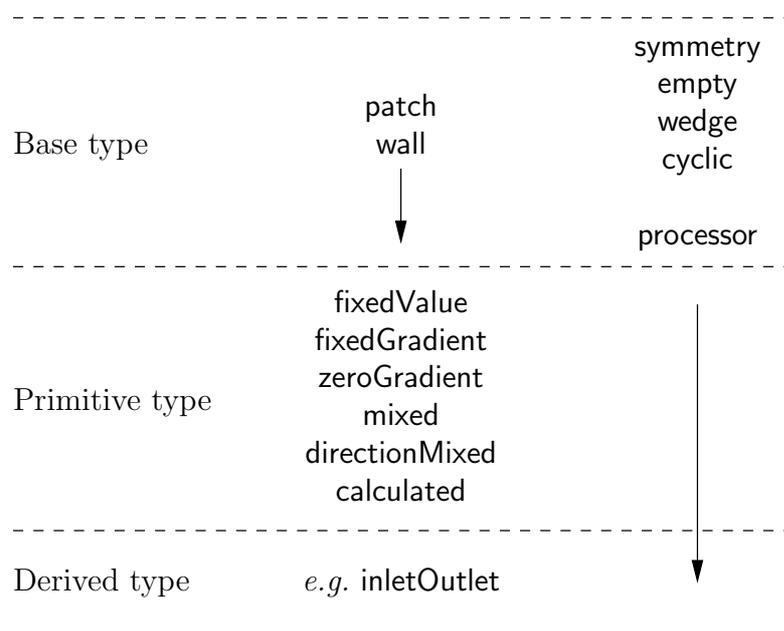 symmetry
empty
patch
wedge
Base type
wall
cyclic
processor
fixedValue
fixedGradient
zeroGradient
Primitive type
mixed
directionMixed
calculated
Derived type
e.g. inletOutlet